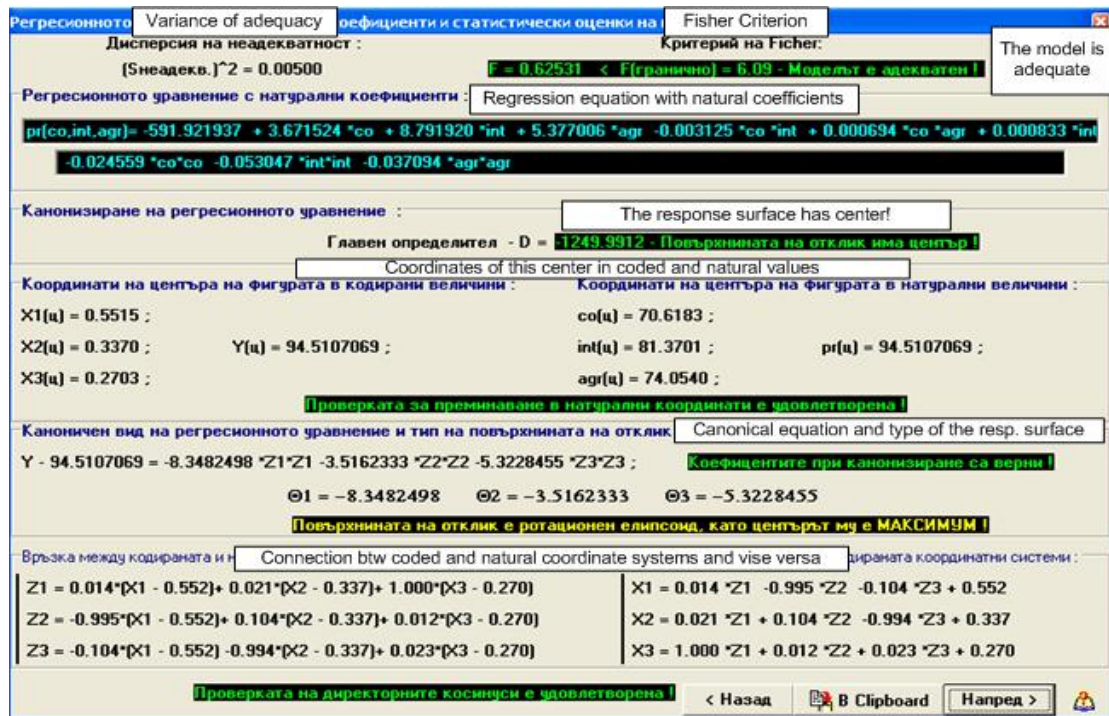 Регресионното Variance of adequacy оефициенти и статистически оценки на Fisher Criterion
Дисперсия на неадекватност : Критерий на Ficher: The model is
(Sнеадекв.)^2 = 0.00500 F = 0.62531 < F(гранично) = 6.09 - Моделът е адекватен ! adequate
Регресионното уравнение с натурални коефициенти : Regression equation with natural coefficients
pr(co,int,agr)= -591.921937 + 3.671524 *co + 8.791920 *int + 5.377006 *agr -0.003125 *co *int + 0.000694 *co *agr + 0.000833 *int
-0.024559 *co*co -0.053047 *int*int -0.037094 *agr*agr
Канонизиране на регресионното уравнение : The response surface has center!
Главен определител - D = -1249.9912 - Повърхнината на отклик има център !
Coordinates of this center in coded and natural values
Координати на центъра на фигурата в кодирани величини : Координати на центъра на фигурата в натурални величини :
X1(ц) = 0.5515 ; co(ц) = 70.6183 ;
X2(ц) = 0.3370 ; Y(ц) = 94.5107069 ; int(ц) = 81.3701 ; pr(ц) = 94.5107069 ;
X3(ц) = 0.2703 ; agr(ц) = 74.0540 ;
Проверката за преминаване в натурални координати е удовлетворена !
Каноничен вид на регресионното уравнение и тип на повърхнината на отклик Canonical equation and type of the resp. surface
Y - 94.5107069 = -8.3482498 *Z1*Z1 -3.5162333 *Z2*Z2 -5.3228455 *Z3*Z3 ; Коефицентите при канонизиране са верни !
Θ1 = -8.3482498 Θ2 = -3.5162333 Θ3 = -5.3228455
Повърхнината на отклик е ротационен елипсоид, като центърът му е МАКСИМУМ !
Връзка между кодираната и н Connection btw coded and natural coordinate systems and vise versa дираната координатни системи :
Z1 = 0.014*(X1 - 0.552)+ 0.021*(X2 - 0.337)+ 1.000*(X3 - 0.270) X1 = 0.014 *Z1 -0.995 *Z2 -0.104 *Z3 + 0.552
Z2 = -0.995*(X1 - 0.552)+ 0.104*(X2 - 0.337)+ 0.012*(X3 - 0.270) X2 = 0.021 *Z1 + 0.104 *Z2 -0.994 *Z3 + 0.337
Z3 = -0.104*(X1 - 0.552) -0.994*(X2 - 0.337)+ 0.023*(X3 - 0.270) X3 = 1.000 *Z1 + 0.012 *Z2 + 0.023 *Z3 + 0.270
Проверката на директорните косинуси е удовлетворена ! < Назад В Clipboard Напред >